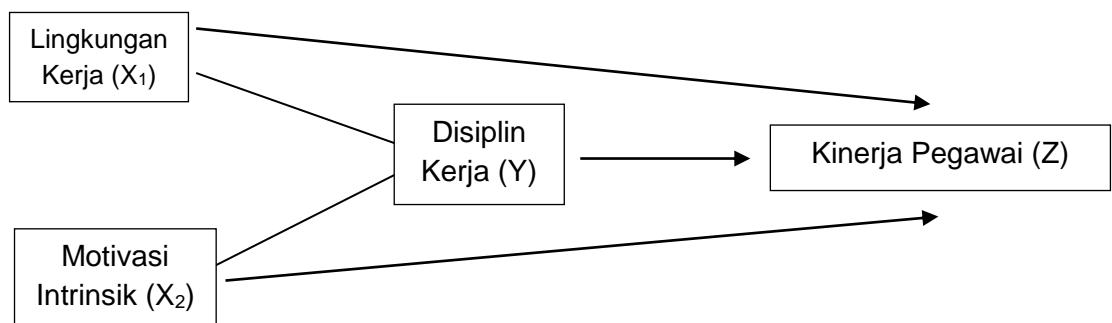 Lingkungan
Kerja (X₁)
Disiplin
Kerja (Y)
Kinerja Pegawai (Z)
Motivasi
Intrinsik (X₂)